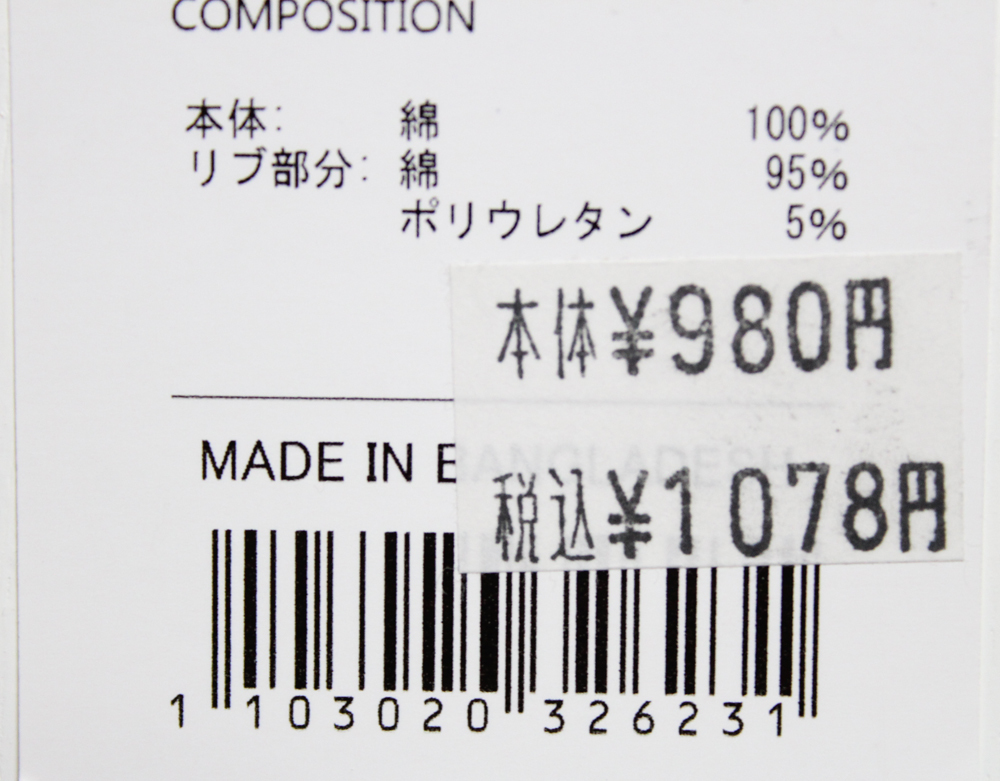 COMPOSITION
本体: 綿 100%
リブ部分: 綿 95%
ポリウレタン 5%
本体¥980円
MADE IN BANGLADESH
税込¥1078円
1 103020 326231